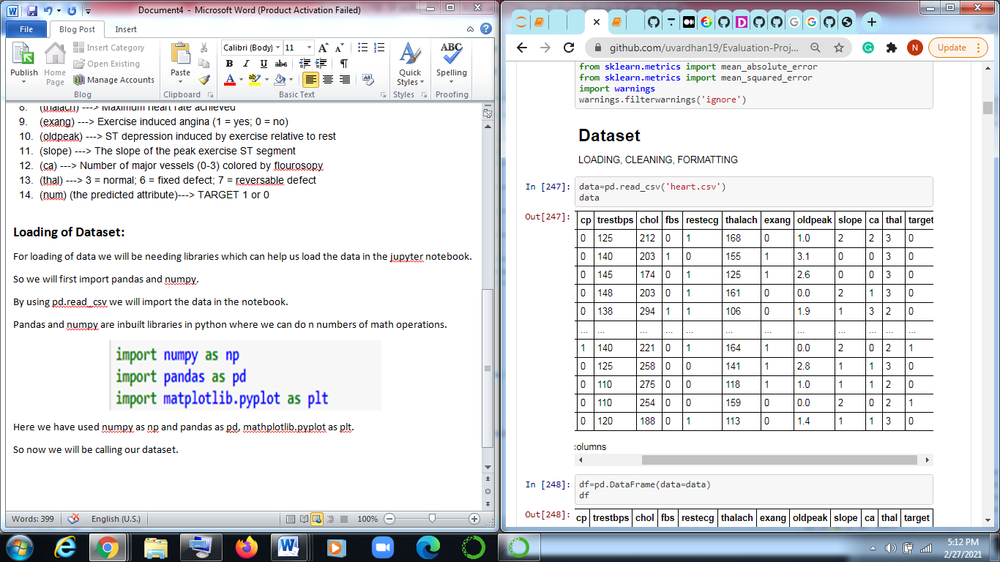 Document4 - Microsoft Word (Product Activation Failed)
File
Blog Post
Insert
Publish
Home Page
Insert Category
Open Existing
Manage Accounts
Blog
Paste
Clipboard
Calibri (Body)
11
B I U abc
Basic Text
Quick Styles
Styles
ABC
Spelling
Proofing
8. (thalach) ---> Maximum heart rate achieved
9. (exang) ---> Exercise induced angina (1 = yes; 0 = no)
10. (oldpeak) ---> ST depression induced by exercise relative to rest
11. (slope) ---> The slope of the peak exercise ST segment
12. (ca) ---> Number of major vessels (0-3) colored by flourosopy
13. (thal) ---> 3 = normal; 6 = fixed defect; 7 = reversable defect
14. (num) (the predicted attribute)---> TARGET 1 or 0
Loading of Dataset:
For loading of data we will be needing libraries which can help us load the data in the jupyter notebook.
So we will first import pandas and numpy.
By using pd.read_csv we will import the data in the notebook.
Pandas and numpy are inbuilt libraries in python where we can do n numbers of math operations.
import numpy as np
import pandas as pd
import matplotlib.pyplot as plt
Here we have used numpy as np and pandas as pd, mathplotlib.pyplot as plt.
So now we will be calling our dataset.
Words: 399
English (U.S.)
100%
github.com/uvardhan19/Evaluation-Proj...
N
Update
from sklearn.metrics import mean_absolute_error
from sklearn.metrics import mean_squared_error
import warnings
warnings.filterwarnings('ignore')
Dataset
LOADING, CLEANING, FORMATTING
In [247]: data=pd.read_csv('heart.csv')
data
Out[247]:
cp trestbps chol fbs restecg thalach exang oldpeak slope ca thal target
0 125 212 0 1 168 0 1.0 2 2 3 0
0 140 203 1 0 155 1 3.1 0 0 3 0
0 145 174 0 1 125 1 2.6 0 0 3 0
0 148 203 0 1 161 0 0.0 2 1 3 0
0 138 294 1 1 106 0 1.9 1 3 2 0
... ... ... ... ... ... ... ... ... ... ... ...
1 140 221 0 1 164 1 0.0 2 0 2 1
0 125 258 0 0 141 1 2.8 1 1 3 0
0 110 275 0 0 118 1 1.0 1 1 2 0
0 110 254 0 0 159 0 0.0 2 0 2 1
0 120 188 0 1 113 0 1.4 1 1 3 0
columns
In [248]: df=pd.DataFrame(data=data)
df
Out[248]:
cp trestbps chol fbs restecg thalach exang oldpeak slope ca thal target
5:12 PM
2/27/2021